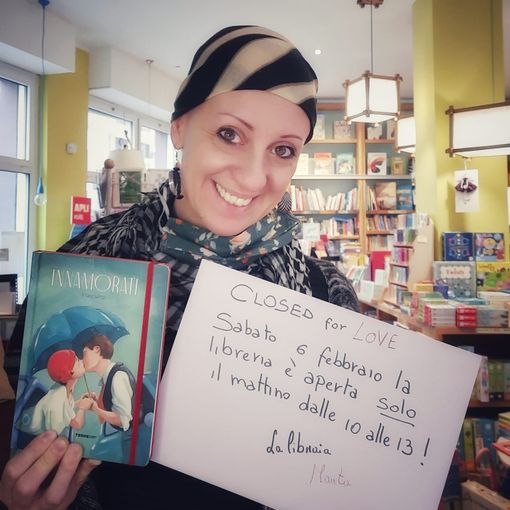 INNAMORATI
CLOSED for LOVE
Sabato 6 febbraio la
libreria è aperta solo
il mattino dalle 10 alle 13!
La libraia
Marta